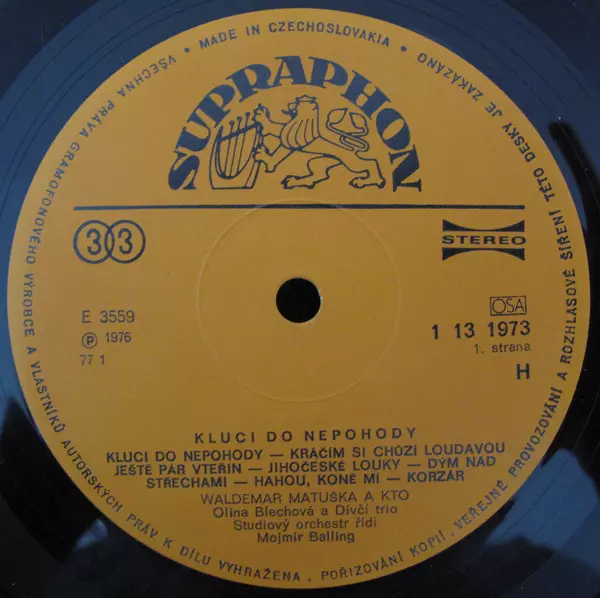 MADE IN CZECHOSLOVAKIA • VŠECHNA PRÁVA GRAMOFONOVÉHO VÝROBCE A VLASTNÍKŮ AUTORSKÝCH PRÁV K DÍLU VYHRAŽENA. POŘIZOVÁNÍ KOPIÍ, VEŘEJNÉ PROVOZOVÁNÍ A ROZHLASOVÉ ŠÍŘENÍ TÉTO DESKY JE ZAKÁZÁNO
SUPRAPHON
33
STEREO
E 3559
℗ 1976
77 1
OSA
1 13 1973
1. strana
H
KLUCI DO NEPOHODY
KLUCI DO NEPOHODY — KRÁČÍM SI CHŮZÍ LOUDAVOU
JEŠTĚ PÁR VTEŘIN — JIHOČESKÉ LOUKY — DÝM NAD
STŘECHAMI — HAHOU, KONĚ MÍ — KORZÁR
WALDEMAR MATUŠKA A KTO
Olina Blechová a Dívčí trio
Studiový orchestr řídí
Mojmír Balling